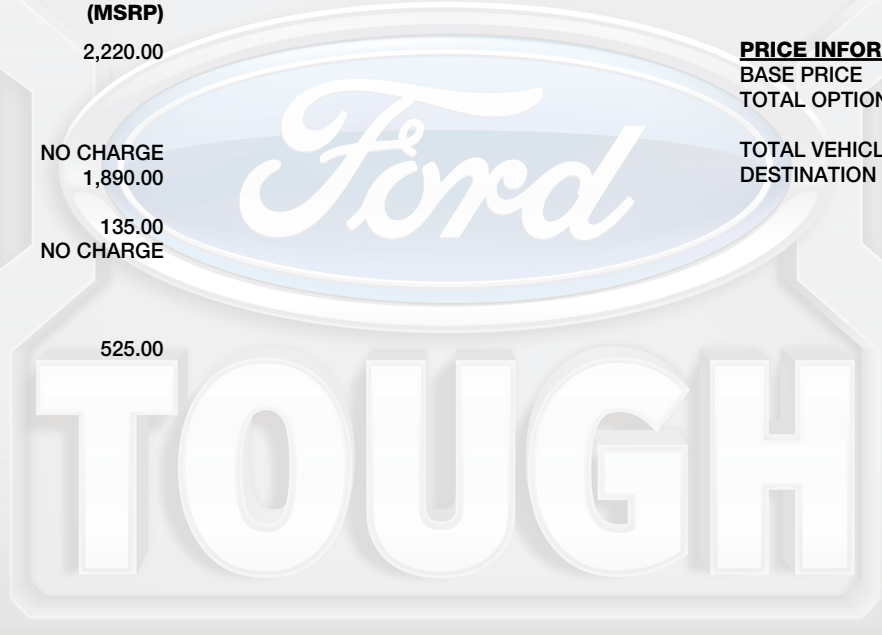 (MSRP)
2,220.00
NO CHARGE
1,890.00
135.00
NO CHARGE
525.00
PRICE INFOR
BASE PRICE
TOTAL OPTION
TOTAL VEHICL
DESTINATION
Ford
TOUGH